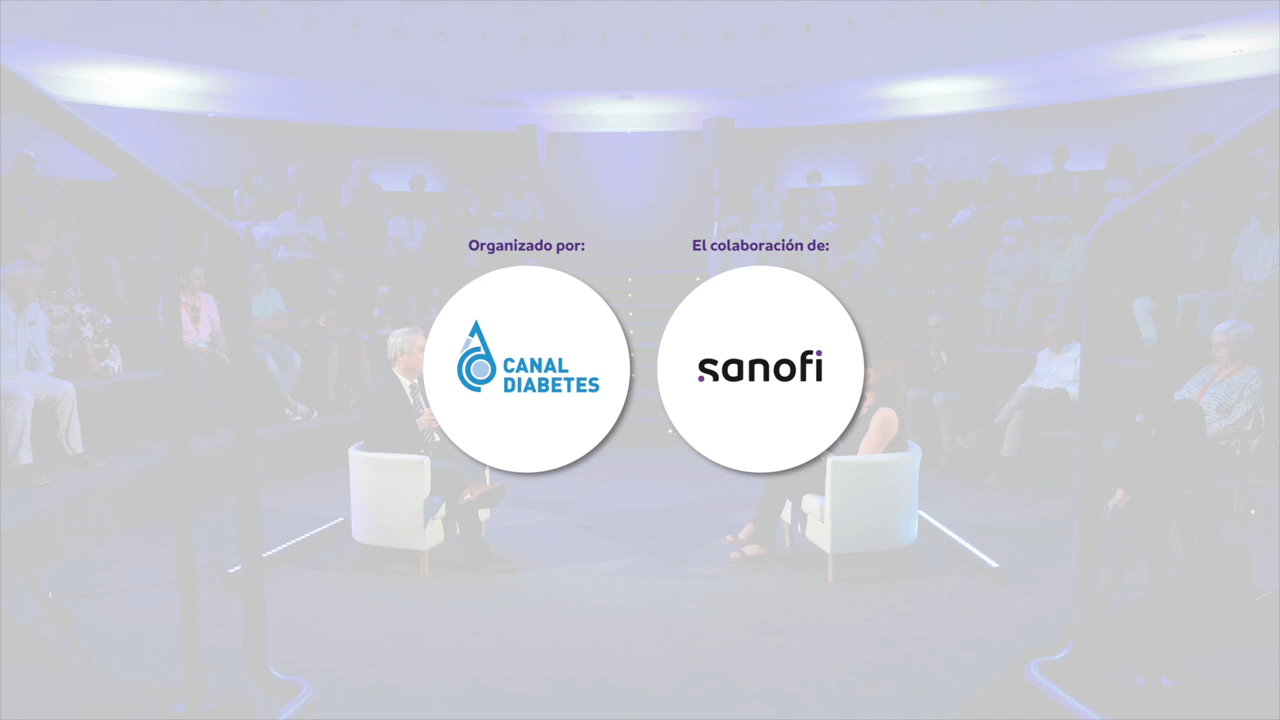 Organizado por:
El colaboración de:
CANAL
DIABETES
sanofi